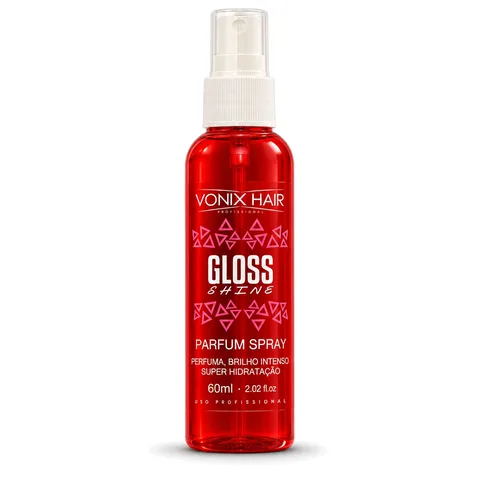 VONIX HAIR
PROFISSIONAL
GLOSS
SHINE
PARFUM SPRAY
PERFUMA, BRILHO INTENSO
SUPER HIDRATAÇÃO
60ml · 2.02 fl.oz
USO PROFISSIONAL